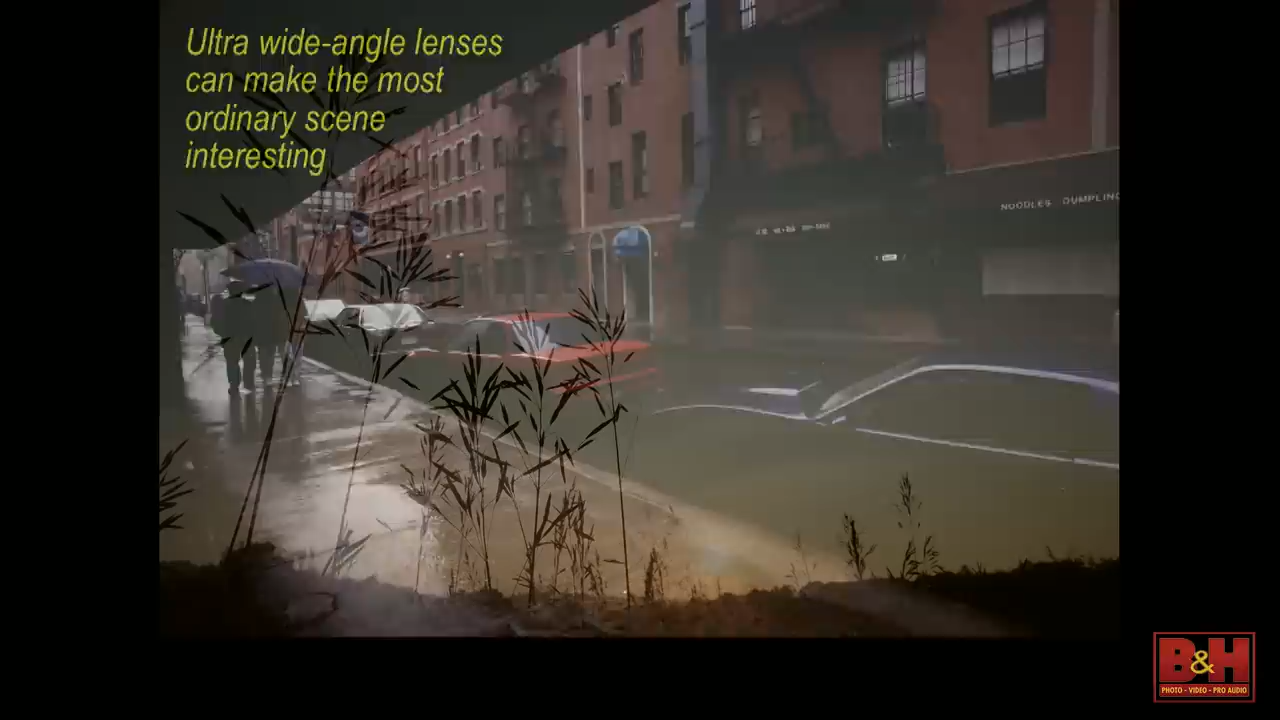 Ultra wide-angle lenses
can make the most
ordinary scene
interesting
NOODLES DUMPLING
B&H
PHOTO - VIDEO - PRO AUDIO